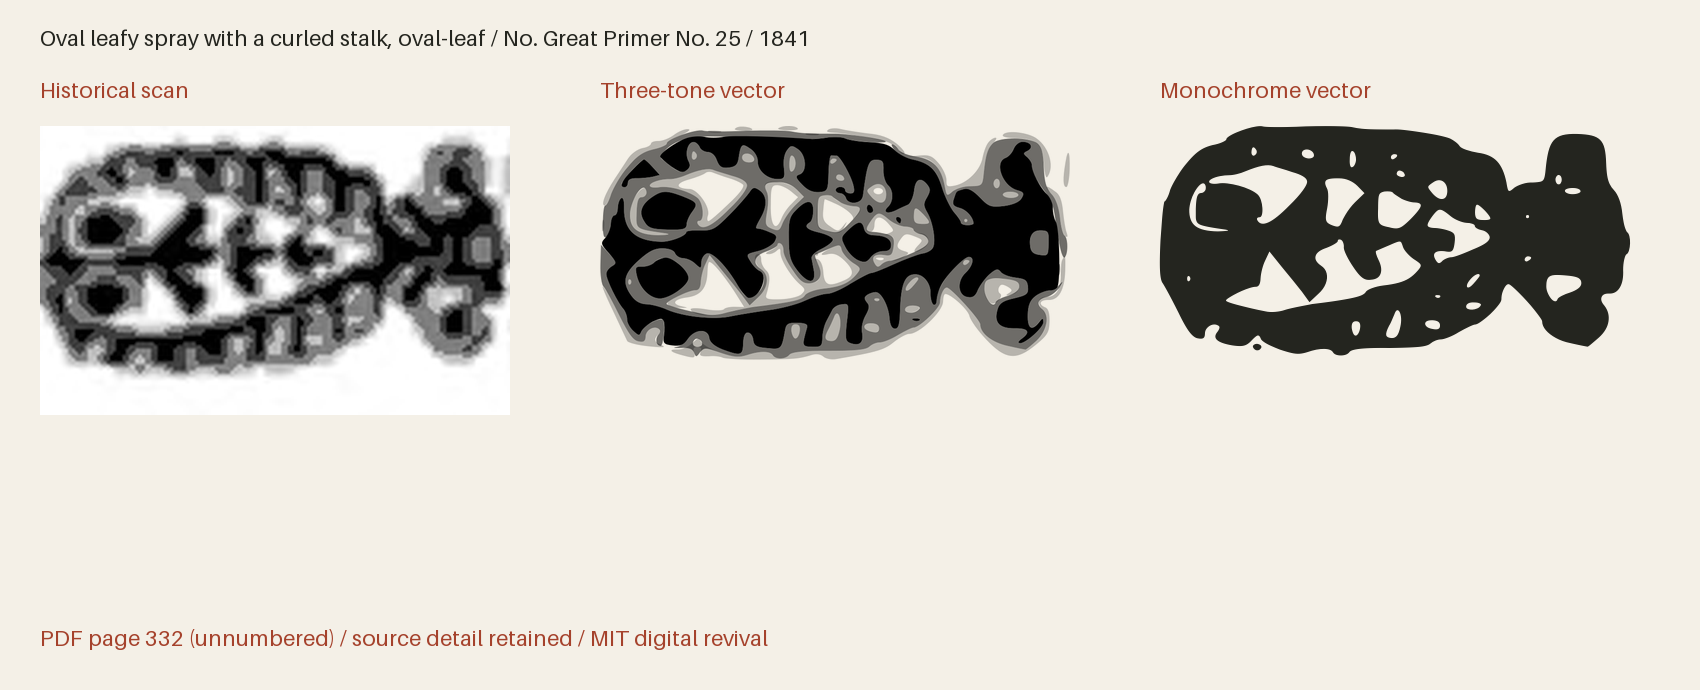 Oval leafy spray with a curled stalk, oval-leaf / No. Great Primer No. 25 / 1841
Historical scan
Three-tone vector
Monochrome vector
PDF page 332 (unnumbered) / source detail retained / MIT digital revival